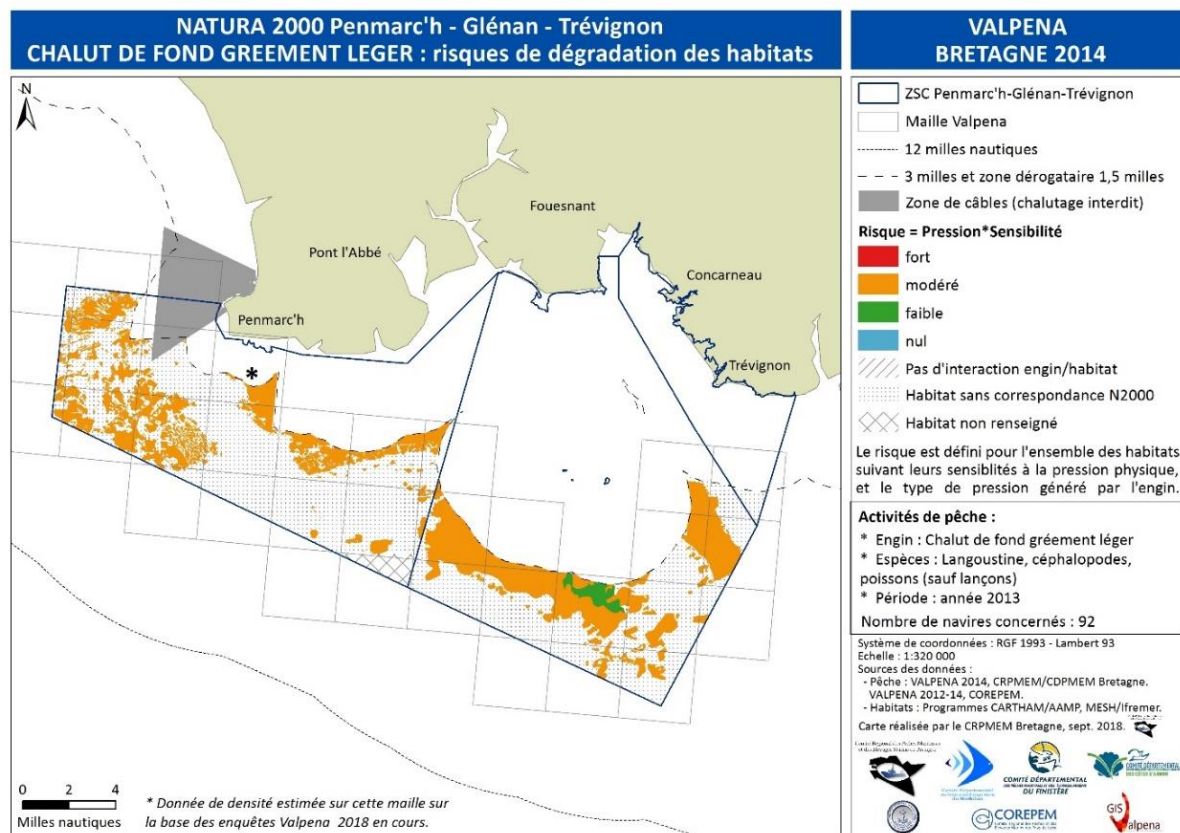 NATURA 2000 Penmarc'h - Glénan - Trévignon
CHALUT DE FOND GREEMENT LEGER : risques de dégradation des habitats
VALPENA
BRETAGNE 2014
N
Fouesnant
Pont l'Abbé
Concarneau
Penmarc'h
Trévignon
*
0 2 4
Milles nautiques
* Donnée de densité estimée sur cette maille sur
la base des enquêtes Valpena 2018 en cours.
ZSC Penmarc'h-Glénan-Trévignon
Maille Valpena
12 milles nautiques
3 milles et zone dérogataire 1,5 milles
Zone de câbles (chalutage interdit)
Risque = Pression*Sensibilité
fort
modéré
faible
nul
Pas d'interaction engin/habitat
Habitat sans correspondance N2000
Habitat non renseigné
Le risque est défini pour l'ensemble des habitats
suivant leurs sensiblités à la pression physique,
et le type de pression généré par l'engin.
Activités de pêche :
* Engin : Chalut de fond gréement léger
* Espèces : Langoustine, céphalopodes,
poissons (sauf lançons)
* Période : année 2013
Nombre de navires concernés : 92
Système de coordonnées : RGF 1993 - Lambert 93
Echelle : 1:320 000
Sources des données :
- Pêche : VALPENA 2014, CRPMEM/CDPMEM Bretagne.
VALPENA 2012-14, COREPEM.
- Habitats : Programmes CARTHAM/AAMP, MESH/Ifremer.
Carte réalisée par le CRPMEM Bretagne, sept. 2018.
COMITÉ DÉPARTEMENTAL
DU FINISTÈRE
COMITÉ DÉPARTEMENTAL
COREPEM
GIS
Valpena